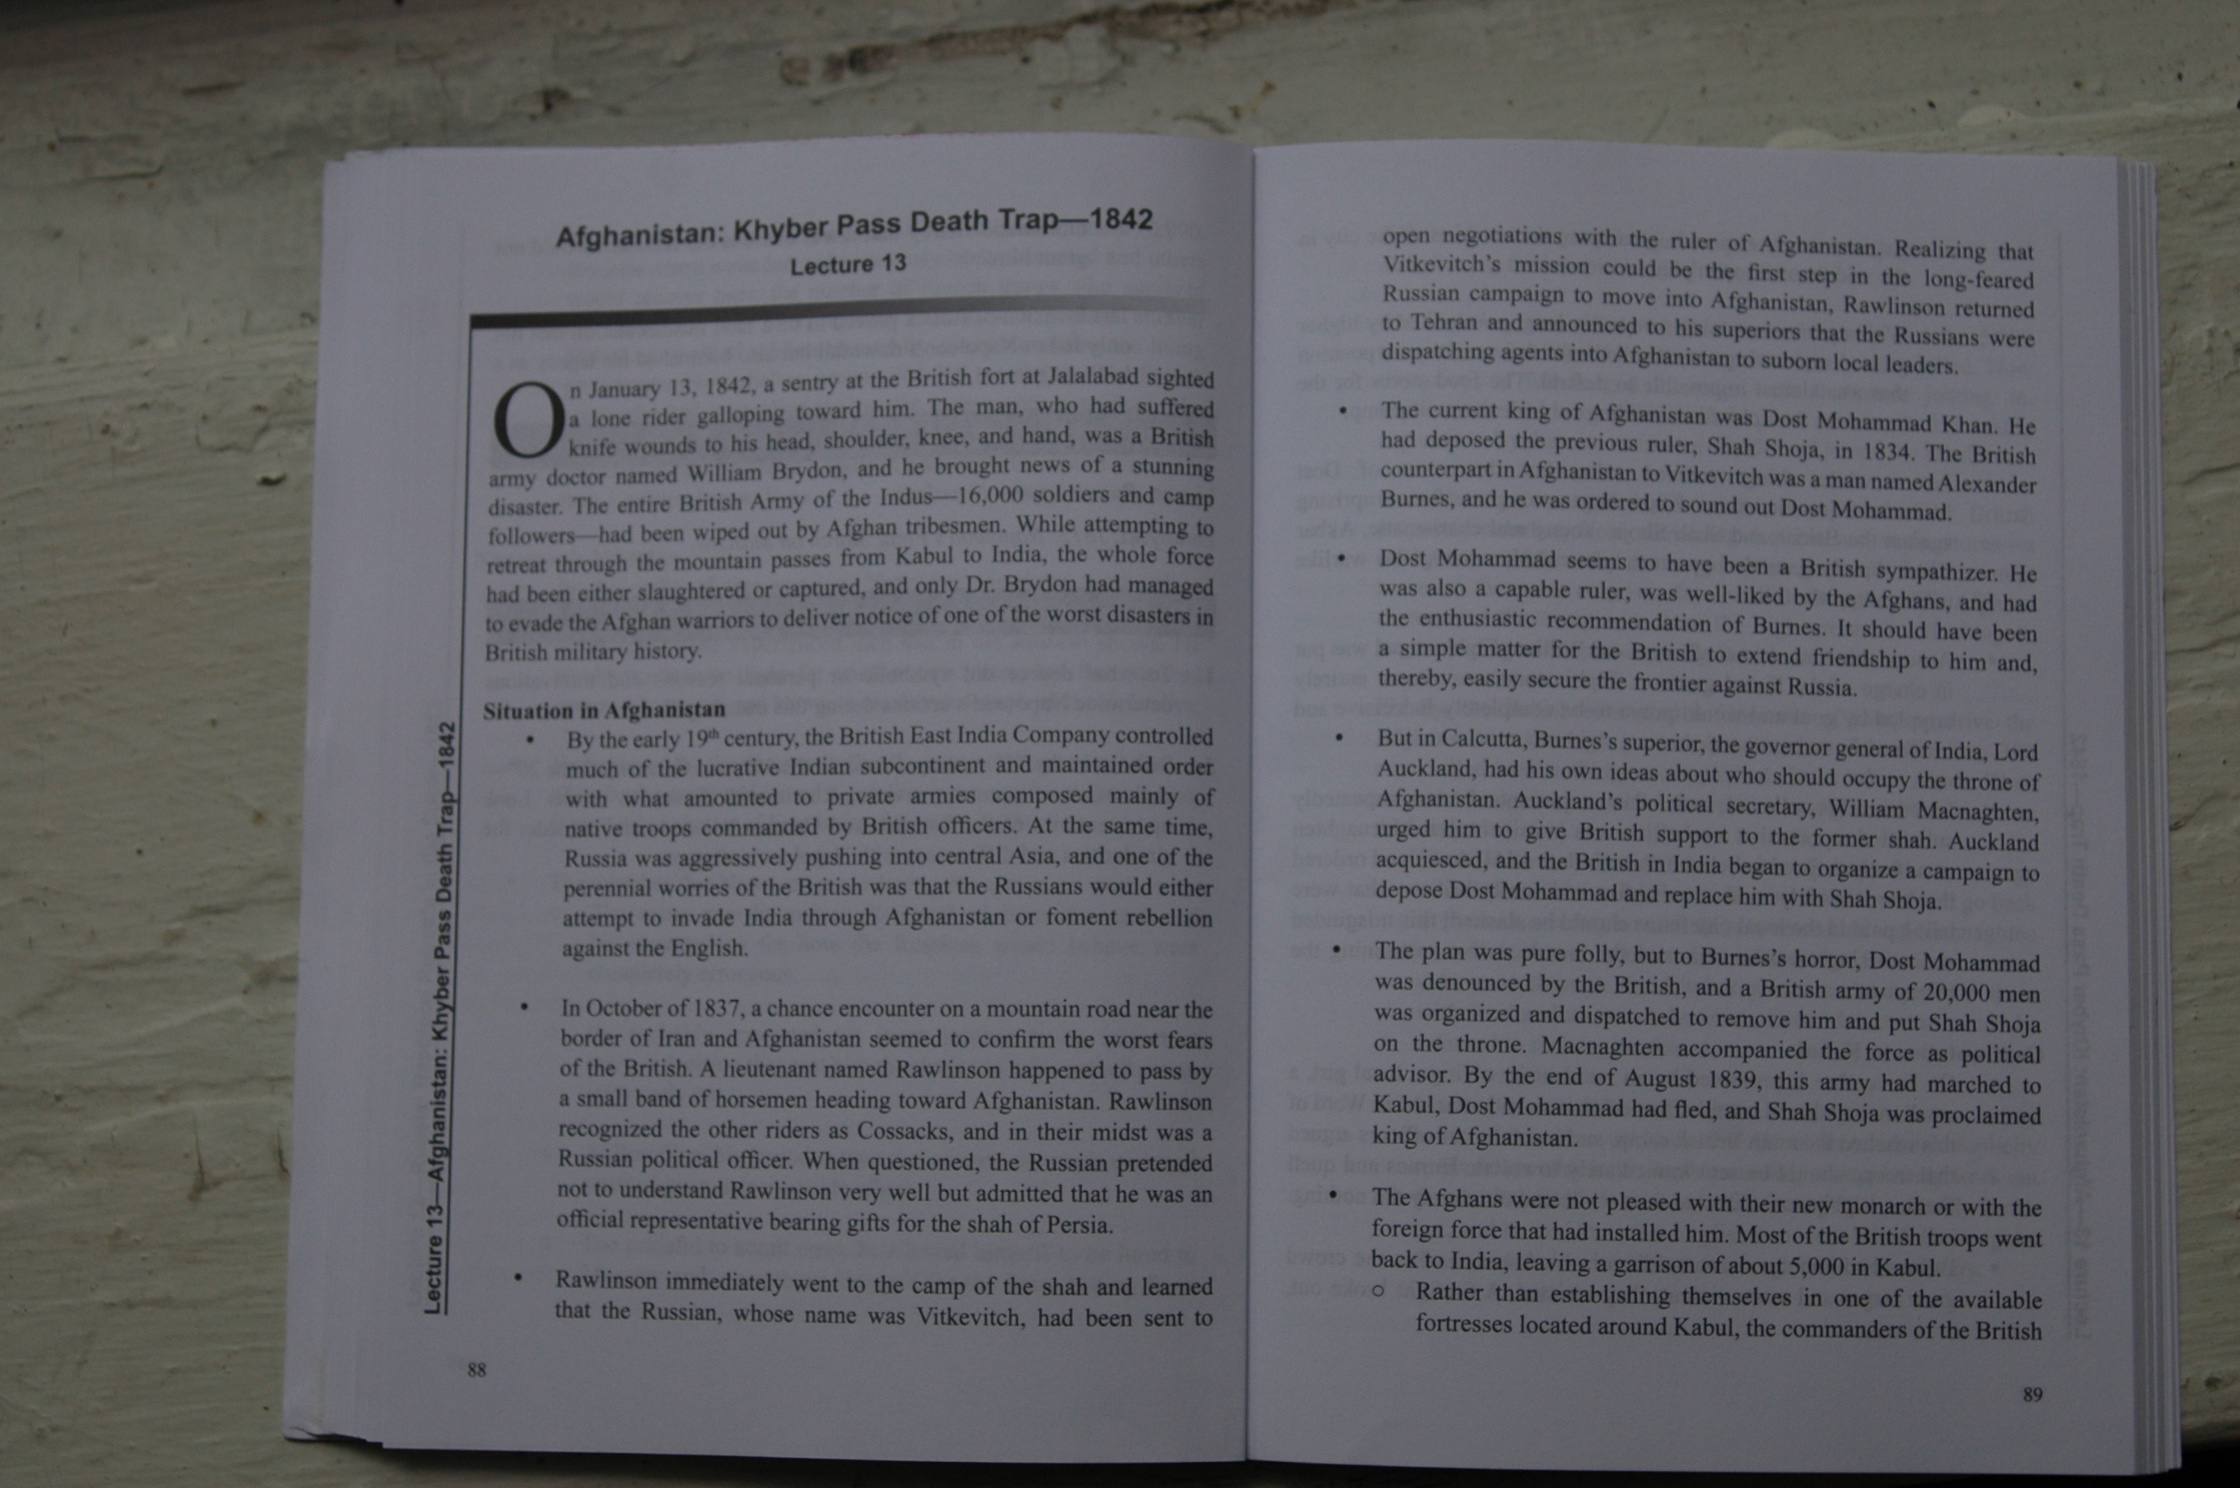 Afghanistan: Khyber Pass Death Trap—1842
Lecture 13
On January 13, 1842, a sentry at the British fort at Jalalabad sighted
a lone rider galloping toward him. The man, who had suffered
knife wounds to his head, shoulder, knee, and hand, was a British
army doctor named William Brydon, and he brought news of a stunning
disaster. The entire British Army of the Indus—16,000 soldiers and camp
followers—had been wiped out by Afghan tribesmen. While attempting to
retreat through the mountain passes from Kabul to India, the whole force
had been either slaughtered or captured, and only Dr. Brydon had managed
to evade the Afghan warriors to deliver notice of one of the worst disasters in
British military history.
Situation in Afghanistan
• By the early 19th century, the British East India Company controlled
much of the lucrative Indian subcontinent and maintained order
with what amounted to private armies composed mainly of
native troops commanded by British officers. At the same time,
Russia was aggressively pushing into central Asia, and one of the
perennial worries of the British was that the Russians would either
attempt to invade India through Afghanistan or foment rebellion
against the English.
• In October of 1837, a chance encounter on a mountain road near the
border of Iran and Afghanistan seemed to confirm the worst fears
of the British. A lieutenant named Rawlinson happened to pass by
a small band of horsemen heading toward Afghanistan. Rawlinson
recognized the other riders as Cossacks, and in their midst was a
Russian political officer. When questioned, the Russian pretended
not to understand Rawlinson very well but admitted that he was an
official representative bearing gifts for the shah of Persia.
• Rawlinson immediately went to the camp of the shah and learned
that the Russian, whose name was Vitkevitch, had been sent to
88
Lecture 13—Afghanistan: Khyber Pass Death Trap—1842
open negotiations with the ruler of Afghanistan. Realizing that
Vitkevitch's mission could be the first step in the long-feared
Russian campaign to move into Afghanistan, Rawlinson returned
to Tehran and announced to his superiors that the Russians were
dispatching agents into Afghanistan to suborn local leaders.
• The current king of Afghanistan was Dost Mohammad Khan. He
had deposed the previous ruler, Shah Shoja, in 1834. The British
counterpart in Afghanistan to Vitkevitch was a man named Alexander
Burnes, and he was ordered to sound out Dost Mohammad.
• Dost Mohammad seems to have been a British sympathizer. He
was also a capable ruler, was well-liked by the Afghans, and had
the enthusiastic recommendation of Burnes. It should have been
a simple matter for the British to extend friendship to him and,
thereby, easily secure the frontier against Russia.
• But in Calcutta, Burnes's superior, the governor general of India, Lord
Auckland, had his own ideas about who should occupy the throne of
Afghanistan. Auckland's political secretary, William Macnaghten,
urged him to give British support to the former shah. Auckland
acquiesced, and the British in India began to organize a campaign to
depose Dost Mohammad and replace him with Shah Shoja.
• The plan was pure folly, but to Burnes's horror, Dost Mohammad
was denounced by the British, and a British army of 20,000 men
was organized and dispatched to remove him and put Shah Shoja
on the throne. Macnaghten accompanied the force as political
advisor. By the end of August 1839, this army had marched to
Kabul, Dost Mohammad had fled, and Shah Shoja was proclaimed
king of Afghanistan.
• The Afghans were not pleased with their new monarch or with the
foreign force that had installed him. Most of the British troops went
back to India, leaving a garrison of about 5,000 in Kabul.
○ Rather than establishing themselves in one of the available
fortresses located around Kabul, the commanders of the British
89